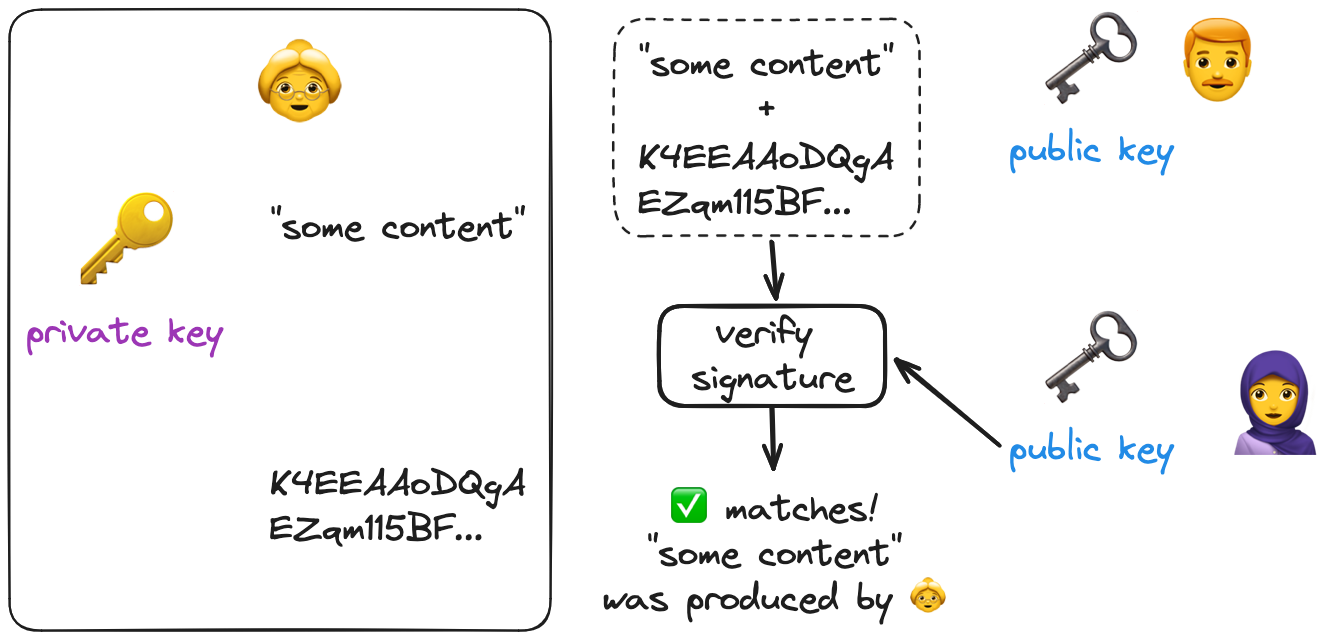 "some content"
private key
K4EEAAoDQgA
EZqm115BF...
"some content"
+
K4EEAAoDQgA
EZqm115BF...
verify
signature
matches!
"some content"
was produced by
public key
public key